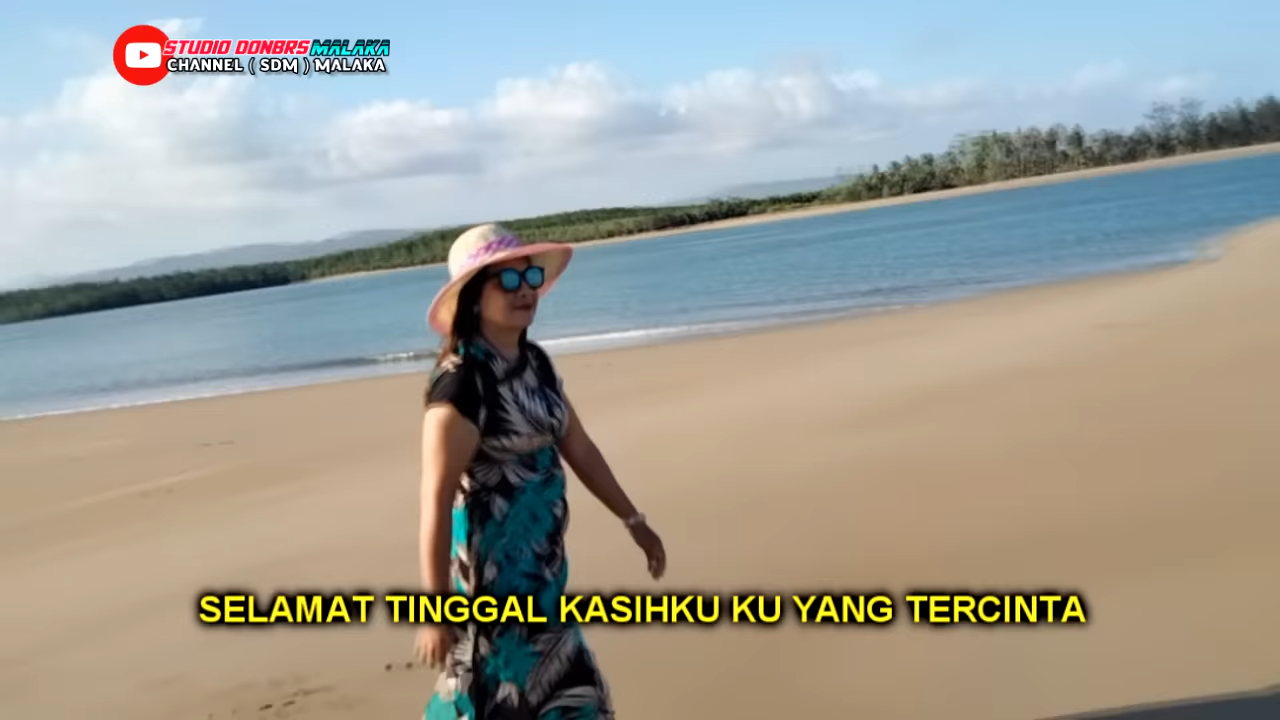 STUDIO DONBRS MALAKA
CHANNEL ( SDM ) MALAKA
SELAMAT TINGGAL KASIHKU KU YANG TERCINTA